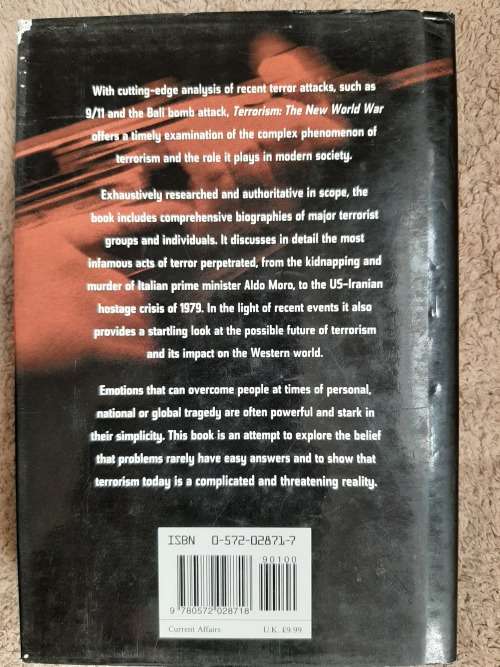 With cutting-edge analysis of recent terror attacks, such as
9/11 and the Bali bomb attack, Terrorism: The New World War
offers a timely examination of the complex phenomenon of
terrorism and the role it plays in modern society.
Exhaustively researched and authoritative in scope, the
book includes comprehensive biographies of major terrorist
groups and individuals. It discusses in detail the most
infamous acts of terror perpetrated, from the kidnapping and
murder of Italian prime minister Aldo Moro, to the US-Iranian
hostage crisis of 1979. In the light of recent events it also
provides a startling look at the possible future of terrorism
and its impact on the Western world.
Emotions that can overcome people at times of personal,
national or global tragedy are often powerful and stark in
their simplicity. This book is an attempt to explore the belief
that problems rarely have easy answers and to show that
terrorism today is a complicated and threatening reality.
ISBN 0-572-02871-7
90100
9 780572 028718
Current Affairs U.K. £9.99